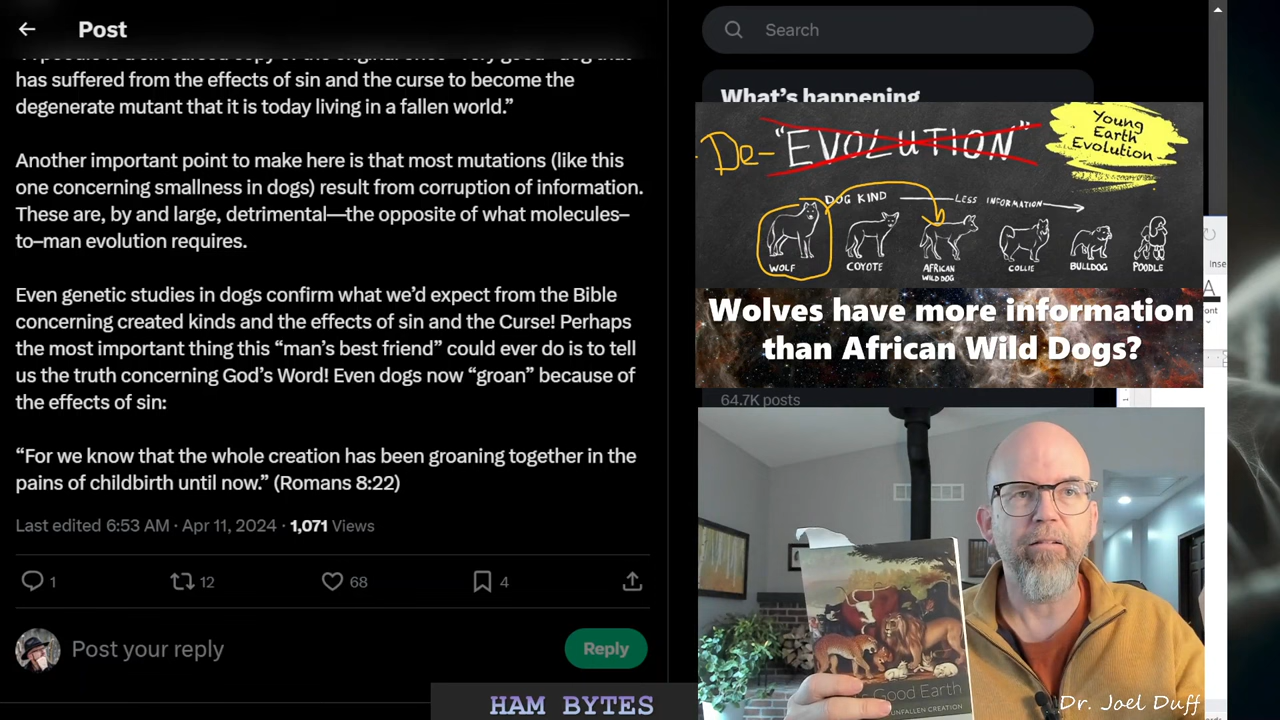 Post
has suffered from the effects of sin and the curse to become the
degenerate mutant that it is today living in a fallen world.”
Another important point to make here is that most mutations (like this
one concerning smallness in dogs) result from corruption of information.
These are, by and large, detrimental—the opposite of what molecules–
to–man evolution requires.
Even genetic studies in dogs confirm what we’d expect from the Bible
concerning created kinds and the effects of sin and the Curse! Perhaps
the most important thing this “man’s best friend” could ever do is to tell
us the truth concerning God’s Word! Even dogs now “groan” because of
the effects of sin:
“For we know that the whole creation has been groaning together in the
pains of childbirth until now.” (Romans 8:22)
Last edited 6:53 AM · Apr 11, 2024 · 1,071 Views
1 12 68 4
Post your reply
Reply
HAM BYTES
Search
What’s happening
De-"EVOLUTION"
Young
Earth
Evolution
DOG KIND LESS INFORMATION
WOLF
COYOTE
AFRICAN
WILD DOG
COLLIE
BULLDOG
POODLE
Wolves have more information
than African Wild Dogs?
64.7K posts
Good Earth
UNFALLEN CREATION
Dr. Joel Duff
Inse
A